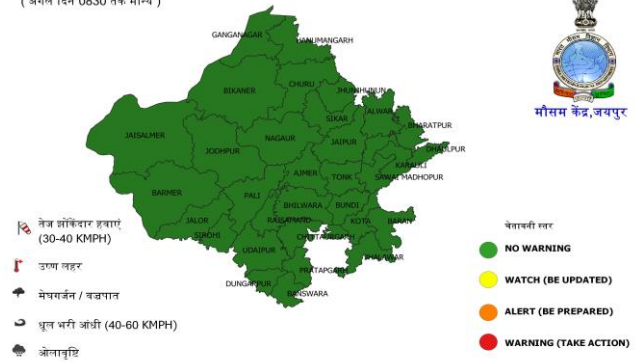 ( अगले दिन 0830 तक मान्य )
GANGANAGAR
HANUMANGARH
BIKANER
CHURU
JHUNJHUNUN
SIKAR
ALWAR
BHARATPUR
DHAULPUR
JAISALMER
JODHPUR
NAGAUR
JAIPUR
KARAULI
SAWAI MADHOPUR
AJMER
TONK
BARMER
PALI
BHILWARA
BUNDI
JALOR
RAJSAMAND
KOTA
BARAN
SIROHI
CHITTAURGARH
UDAIPUR
JHALAWAR
PRATAPGARH
DUNGARPUR
BANSWARA
मौसम केंद्र,जयपुर
तेज झोंकेदार हवाएं
(30-40 KMPH)
उष्ण लहर
मेघगर्जन / वज्रपात
धूल भरी आंधी (40-60 KMPH)
ओलावृष्टि
चेतावनी स्तर
NO WARNING
WATCH (BE UPDATED)
ALERT (BE PREPARED)
WARNING (TAKE ACTION)